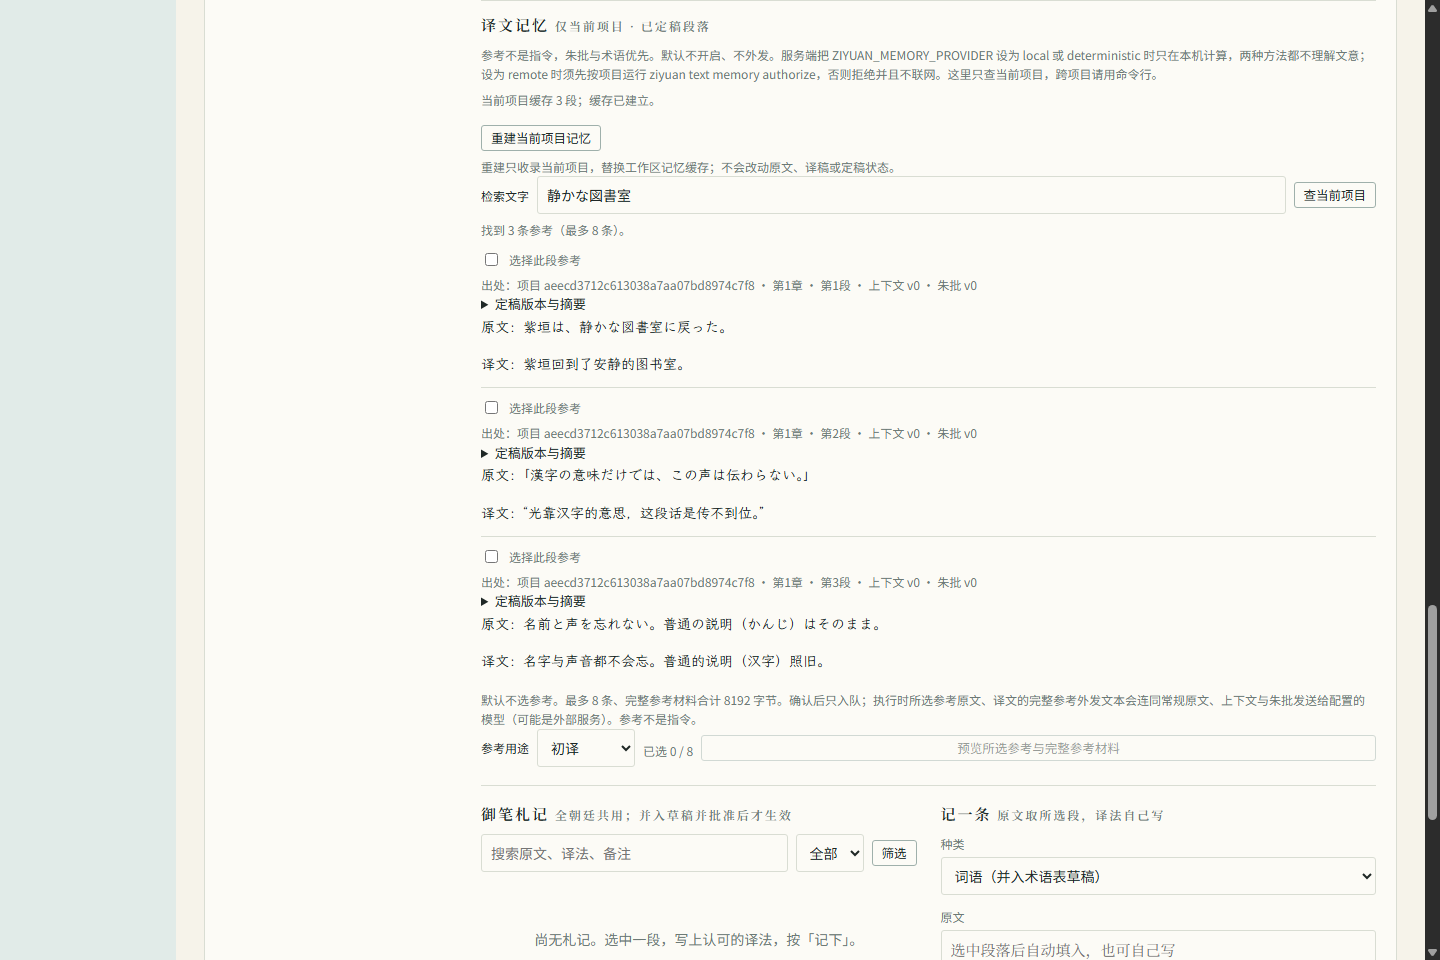 译文记忆 仅当前项目 · 已定稿段落
参考不是指令，朱批与术语优先。默认不开启、不外发。服务端把 ZIYUAN_MEMORY_PROVIDER 设为 local 或 deterministic 时只在本机计算，两种方法都不理解文意；
设为 remote 时须先按项目运行 ziyuan text memory authorize，否则拒绝并且不联网。这里只查当前项目，跨项目请用命令行。
当前项目缓存 3 段；缓存已建立。
重建当前项目记忆
重建只收录当前项目，替换工作区记忆缓存；不会改动原文、译稿或定稿状态。
检索文字 静かな図書室 查当前项目
找到 3 条参考（最多 8 条）。
选择此段参考
出处：项目 aeecd3712c613038a7aa07bd8974c7f8 · 第1章 · 第1段 · 上下文 v0 · 朱批 v0
▶ 定稿版本与摘要
原文：紫垣は、静かな図書室に戻った。
译文：紫垣回到了安静的图书室。
选择此段参考
出处：项目 aeecd3712c613038a7aa07bd8974c7f8 · 第1章 · 第2段 · 上下文 v0 · 朱批 v0
▶ 定稿版本与摘要
原文：「漢字の意味だけでは、この声は伝わらない。」
译文：“光靠汉字的意思，这段话是传不到位。”
选择此段参考
出处：项目 aeecd3712c613038a7aa07bd8974c7f8 · 第1章 · 第3段 · 上下文 v0 · 朱批 v0
▶ 定稿版本与摘要
原文：名前と声を忘れない。普通の説明（かんじ）はそのまま。
译文：名字与声音都不会忘。普通的说明（汉字）照旧。
默认不选参考。最多 8 条、完整参考材料合计 8192 字节。确认后只入队；执行时所选参考原文、译文的完整参考外发文本会连同常规原文、上下文与朱批发送给配置的
模型（可能是外部服务）。参考不是指令。
参考用途 初译 已选 0 / 8 预览所选参考与完整参考材料
御笔札记 全朝廷共用；并入草稿并批准后才生效
搜索原文、译法、备注 全部 筛选
尚无札记。选中一段，写上认可的译法，按「记下」。
记一条 原文取所选段，译法自己写
种类
词语（并入术语表草稿）
原文
选中段落后自动填入，也可自己写